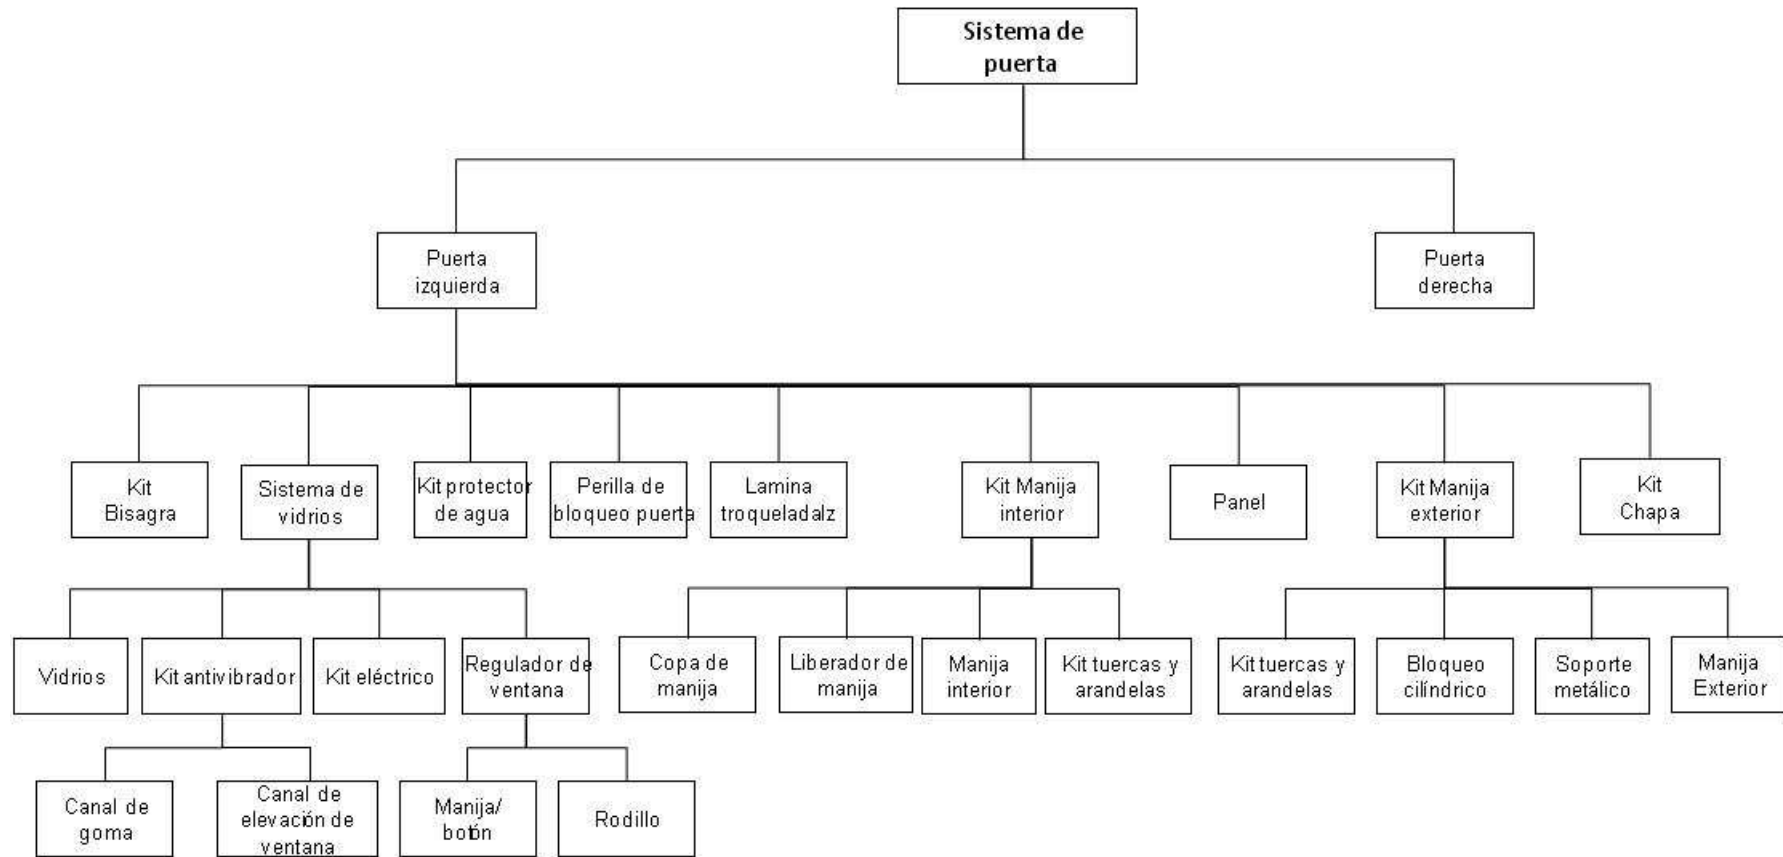 Sistema de
puerta
Puerta
izquierda
Puerta
derecha
Kit
Bisagra
Sistema de
vidrios
Kit protector
de agua
Perilla de
bloqueo puerta
Lamina
troqueladalz
Kit Manija
interior
Panel
Kit Manija
exterior
Kit
Chapa
Vidrios
Kit antivibrador
Kit eléctrico
Regulador de
ventana
Copa de
manija
Liberador de
manija
Manija
interior
Kit tuercas y
arandelas
Kit tuercas y
arandelas
Bloqueo
cilíndrico
Soporte
metálico
Manija
Exterior
Canal de
goma
Canal de
elevación de
ventana
Manija/
botón
Rodillo